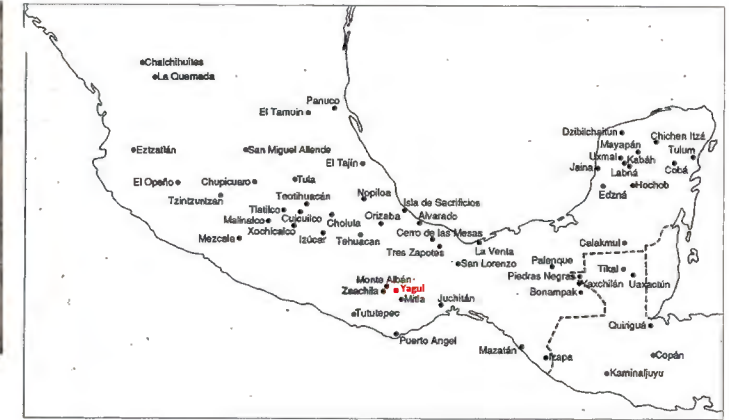 Chalchihuites
La Quemada
Panuco
El Tamuin
Dzibilchaltun
Chichen Itzá
Mayapán
Tulum
Uxmal
Kabáh
Jaina
Labná
Cobá
Edzná
Hochob
Eztzatlán
San Miguel Allende
El Tajín
El Opeño
Chupicuaro
Tula
Tzintzuntzan
Teotihuacán
Nopiloa
Isla de Sacrificios
Tlatilco
Alvarado
Malinalco
Cuicuilco
Cholula
Orizaba
Xochicalco
Cerro de las Mesas
Mezcala
Izúcar
Tehuacan
Tres Zapotes
La Venta
Calakmul
San Lorenzo
Palenque
Tikal
Piedras Negras
Uaxactún
Yaxchilán
Bonampak
Monte Albán
Zaachila
Yagul
Mitla
Juchitán
Tututepec
Puerto Angel
Quiriguá
Mazatán
Izapa
Copán
Kaminaljuyu